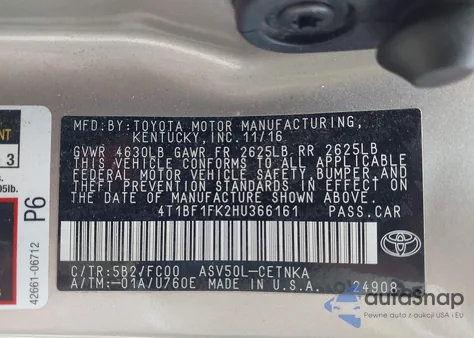 MFD. BY: TOYOTA MOTOR MANUFACTURING,
KENTUCKY, INC. 11/16
GVWR 4630LB GAWR FR 2625LB RR 2625LB
THIS VEHICLE CONFORMS TO ALL APPLICABLE
FEDERAL MOTOR VEHICLE SAFETY, BUMPER, AND
THEFT PREVENTION STANDARDS IN EFFECT ON
THE DATE OF MANUFACTURE SHOWN ABOVE.
4T1BF1FK2HU366161 PASS.CAR
C/TR:5B2/FC00 ASV50L-CETNKA
A/TM:-01A/U760E MADE IN U.S.A. 24908
TOYOTA
3
95lb.
P6
42661-06712
autosnap
Pewne auta z aukcji USA i EU